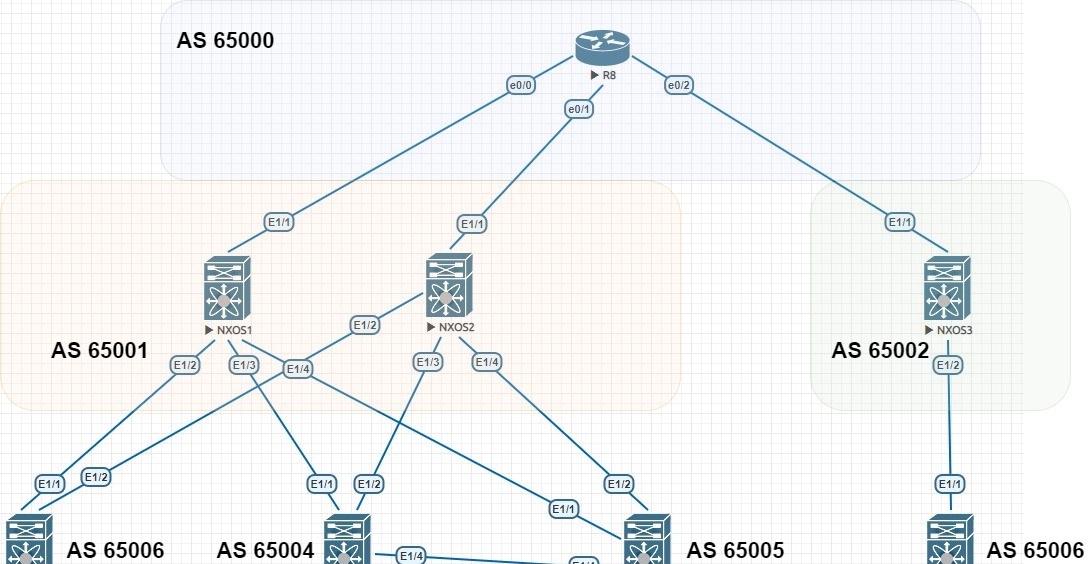 AS 65000
R8
e0/0
e0/2
e0/1
E1/1
E1/1
E1/1
NXOS1
NXOS2
NXOS3
E1/2
AS 65001
AS 65002
E1/2
E1/3
E1/4
E1/3
E1/4
E1/2
E1/1
E1/2
E1/1
E1/2
E1/2
E1/1
E1/1
AS 65006
AS 65004
AS 65005
AS 65006
E1/4